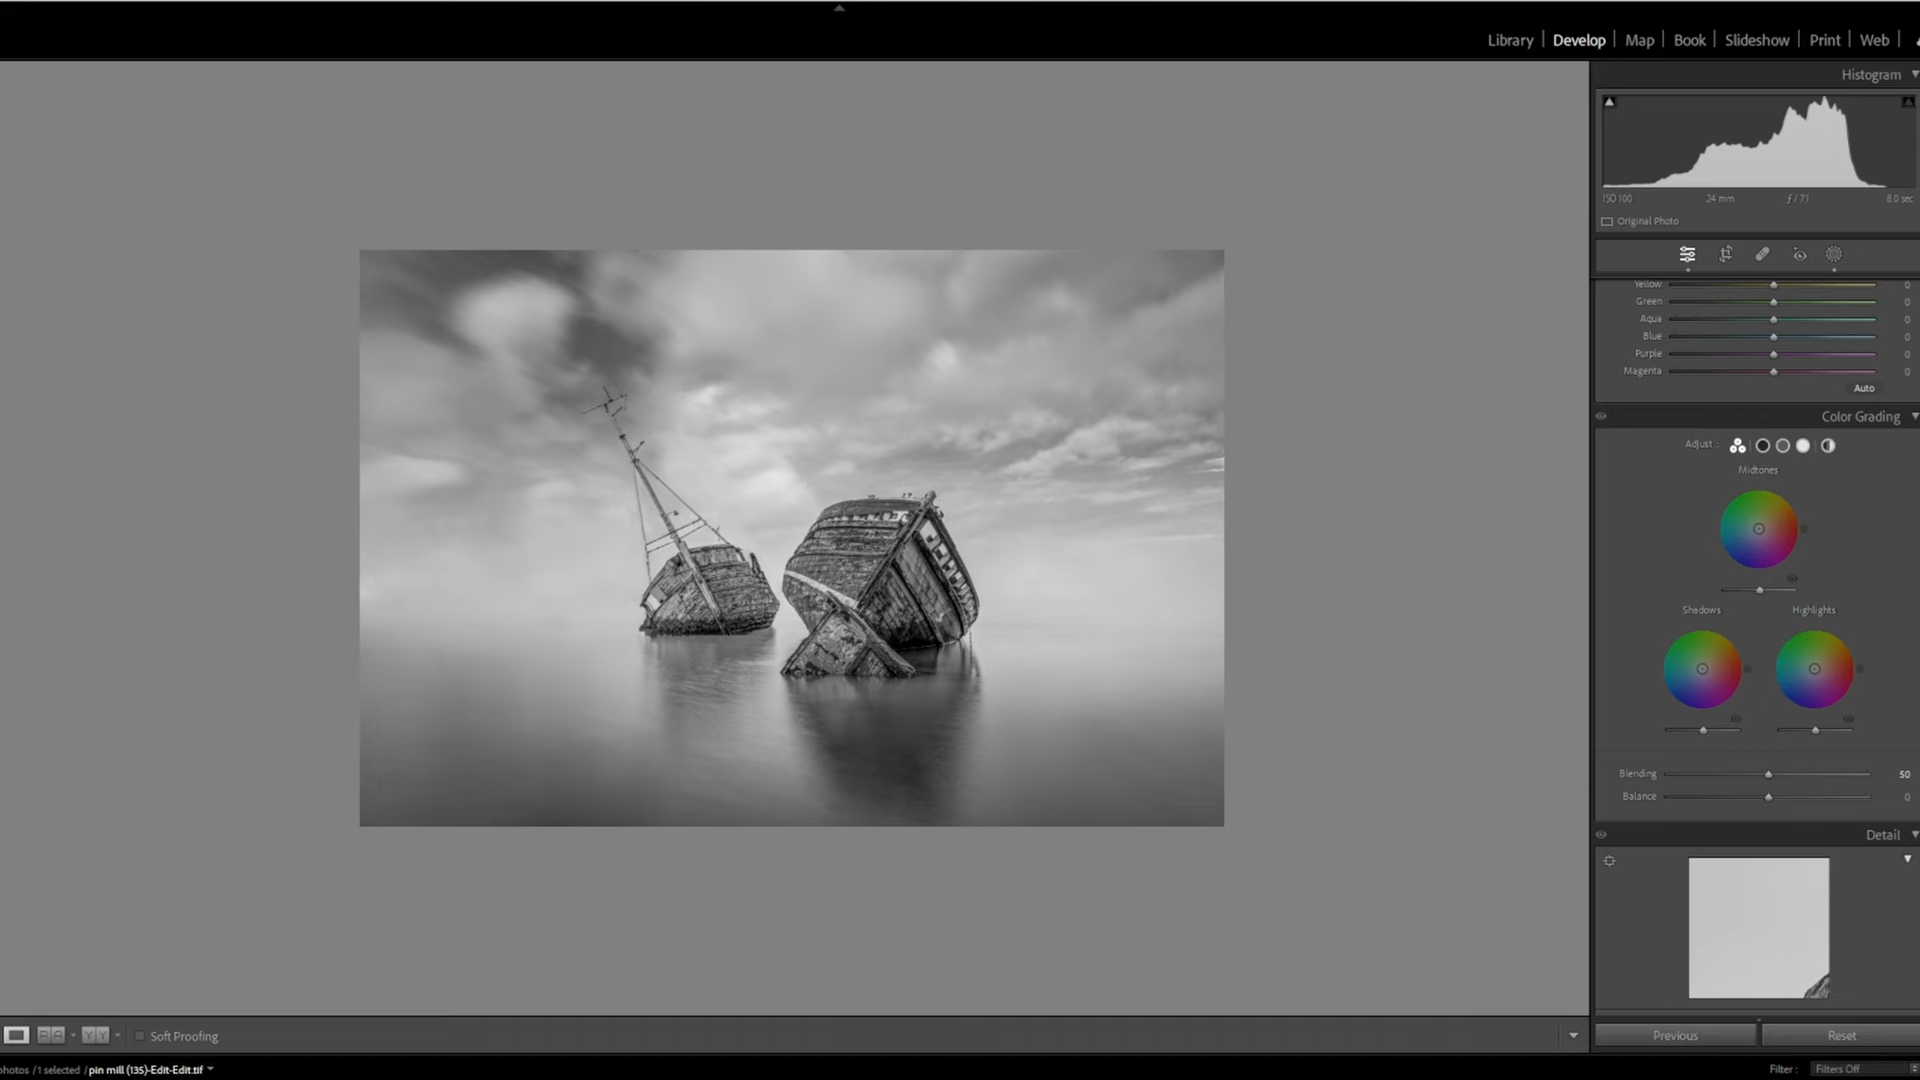 Library | Develop | Map | Book | Slideshow | Print | Web |
Histogram
ISO 100 24 mm ƒ / 7.1 8.0 sec
Original Photo
Yellow 0
Green 0
Aqua 0
Blue 0
Purple 0
Magenta 0
Auto
Color Grading
Adjust :
Midtones
Shadows Highlights
Blending 50
Balance 0
Detail
Soft Proofing
Previous Reset
photos / 1 selected / pin mill (135)-Edit-Edit.tif
Filter : Filters Off